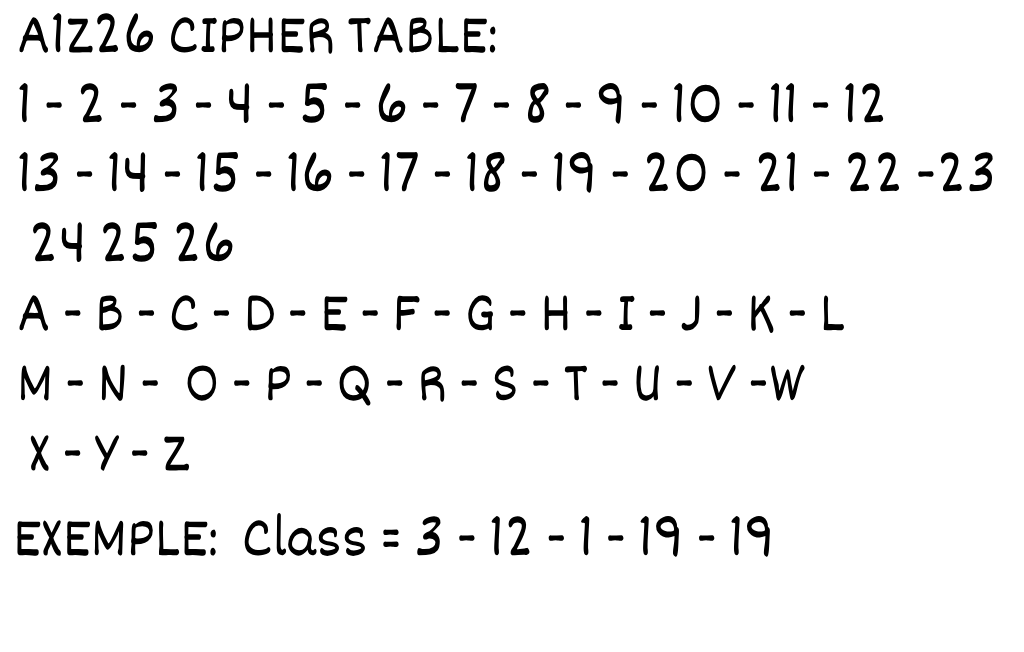 A1Z26 CIPHER TABLE:
1 - 2 - 3 - 4 - 5 - 6 - 7 - 8 - 9 - 10 - 11 - 12
13 - 14 - 15 - 16 - 17 - 18 - 19 - 20 - 21 - 22 -23
24 25 26
A - B - C - D - E - F - G - H - I - J - K - L
M - N - O - P - Q - R - S - T - U - V -W
X - Y - Z
EXEMPLE: Class = 3 - 12 - 1 - 19 - 19